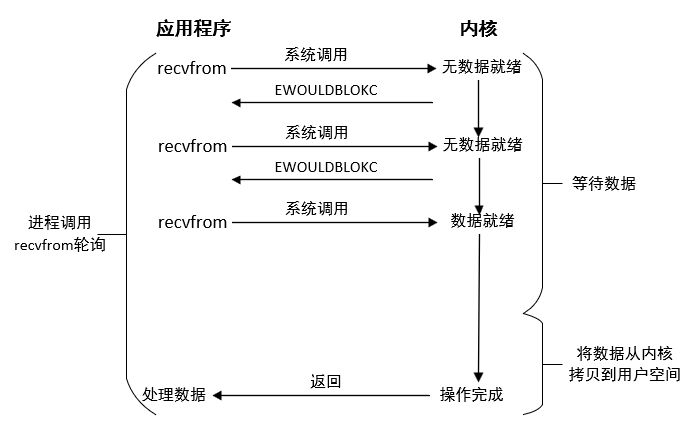 应用程序
内核
recvfrom
系统调用
无数据就绪
EWOULDBLOKC
recvfrom
系统调用
无数据就绪
EWOULDBLOKC
等待数据
recvfrom
系统调用
数据就绪
进程调用
recvfrom轮询
将数据从内核
拷贝到用户空间
处理数据
返回
操作完成